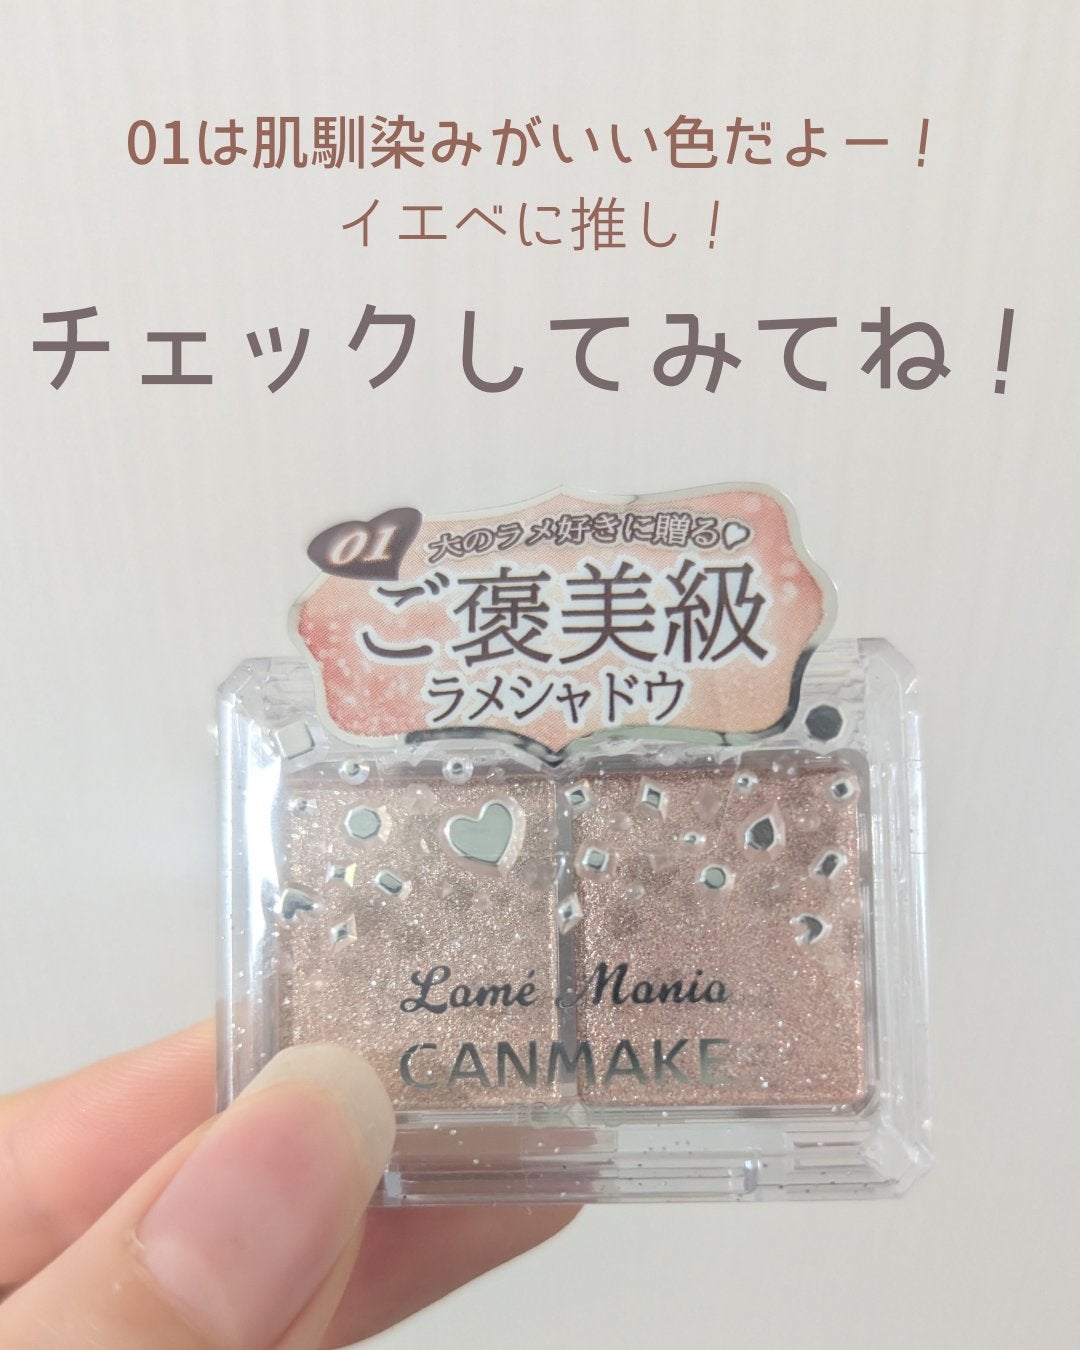 01は肌馴染みがいい色だよー！
イエベに推し！
チェックしてみてね！
01
大のラメ好きに贈る
ご褒美級
ラメシャドウ
Lamé Mania
CANMAKE
TOKYO